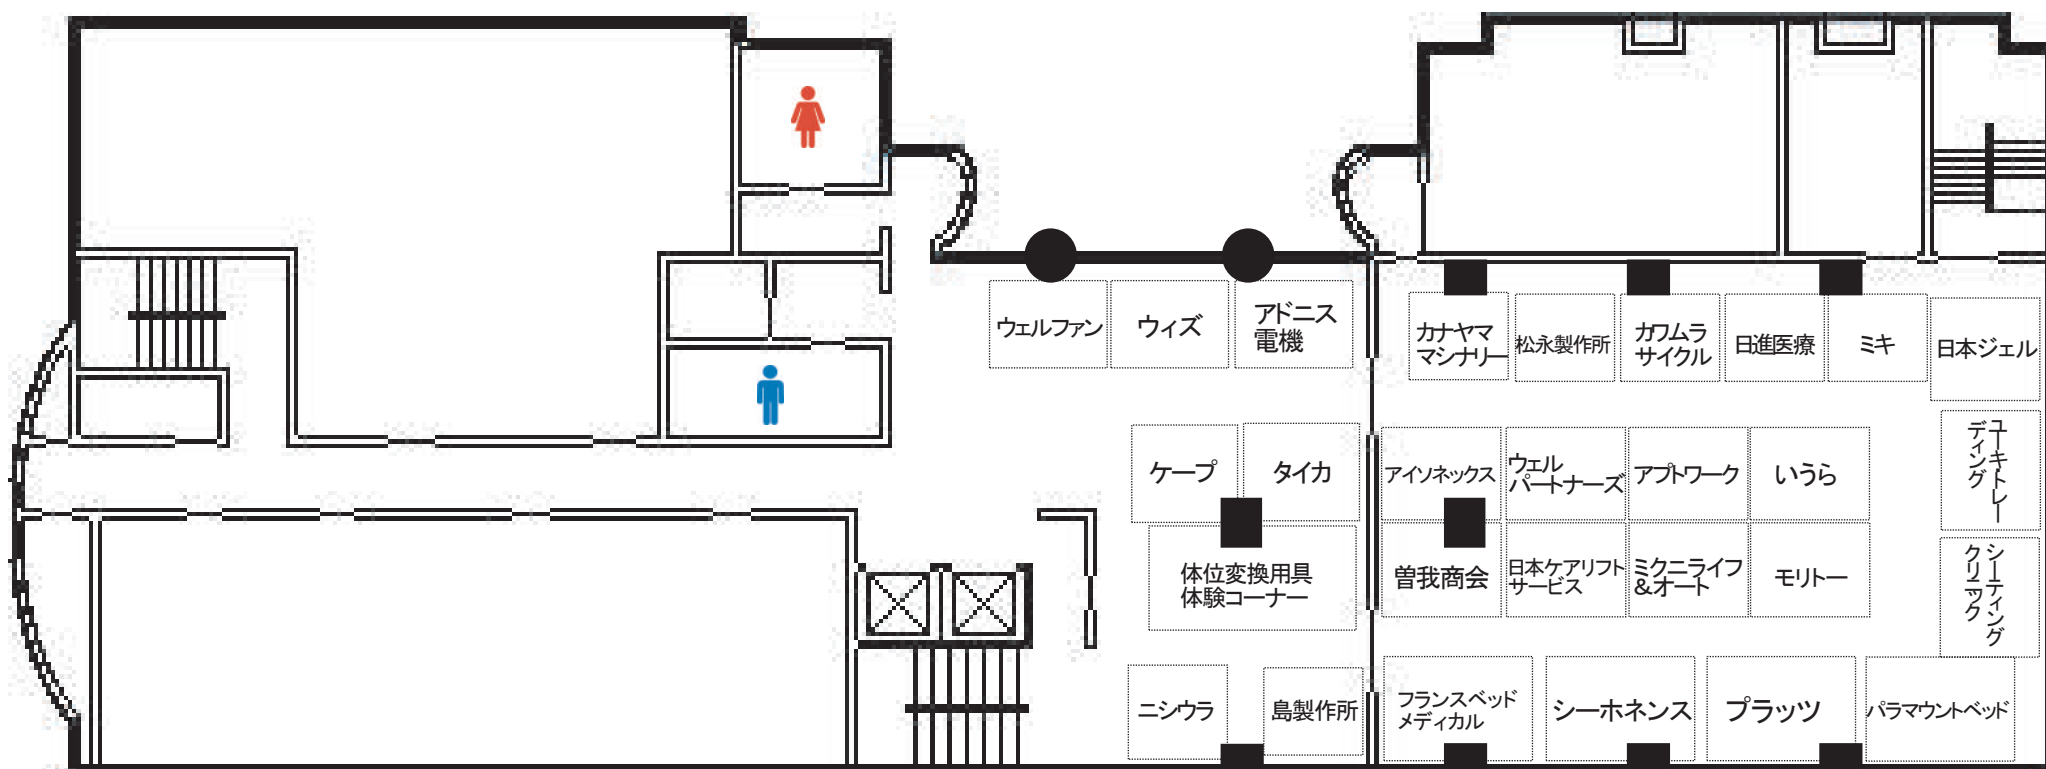 ウェルファン
ウィズ
アドニス
電機
カナヤマ
マシナリー
松永製作所
カワムラ
サイクル
日進医療
ミキ
日本ジェル
ケープ
タイカ
アイソネックス
ウェル
パートナーズ
アプトワーク
いうら
ユーキトレー
ディング
体位変換用具
体験コーナー
曽我商会
日本ケアリフト
サービス
ミクニライフ
&オート
モリトー
シーティング
クリニック
ニシウラ
島製作所
フランスベッド
メディカル
シーホネンス
プラッツ
パラマウントベッド